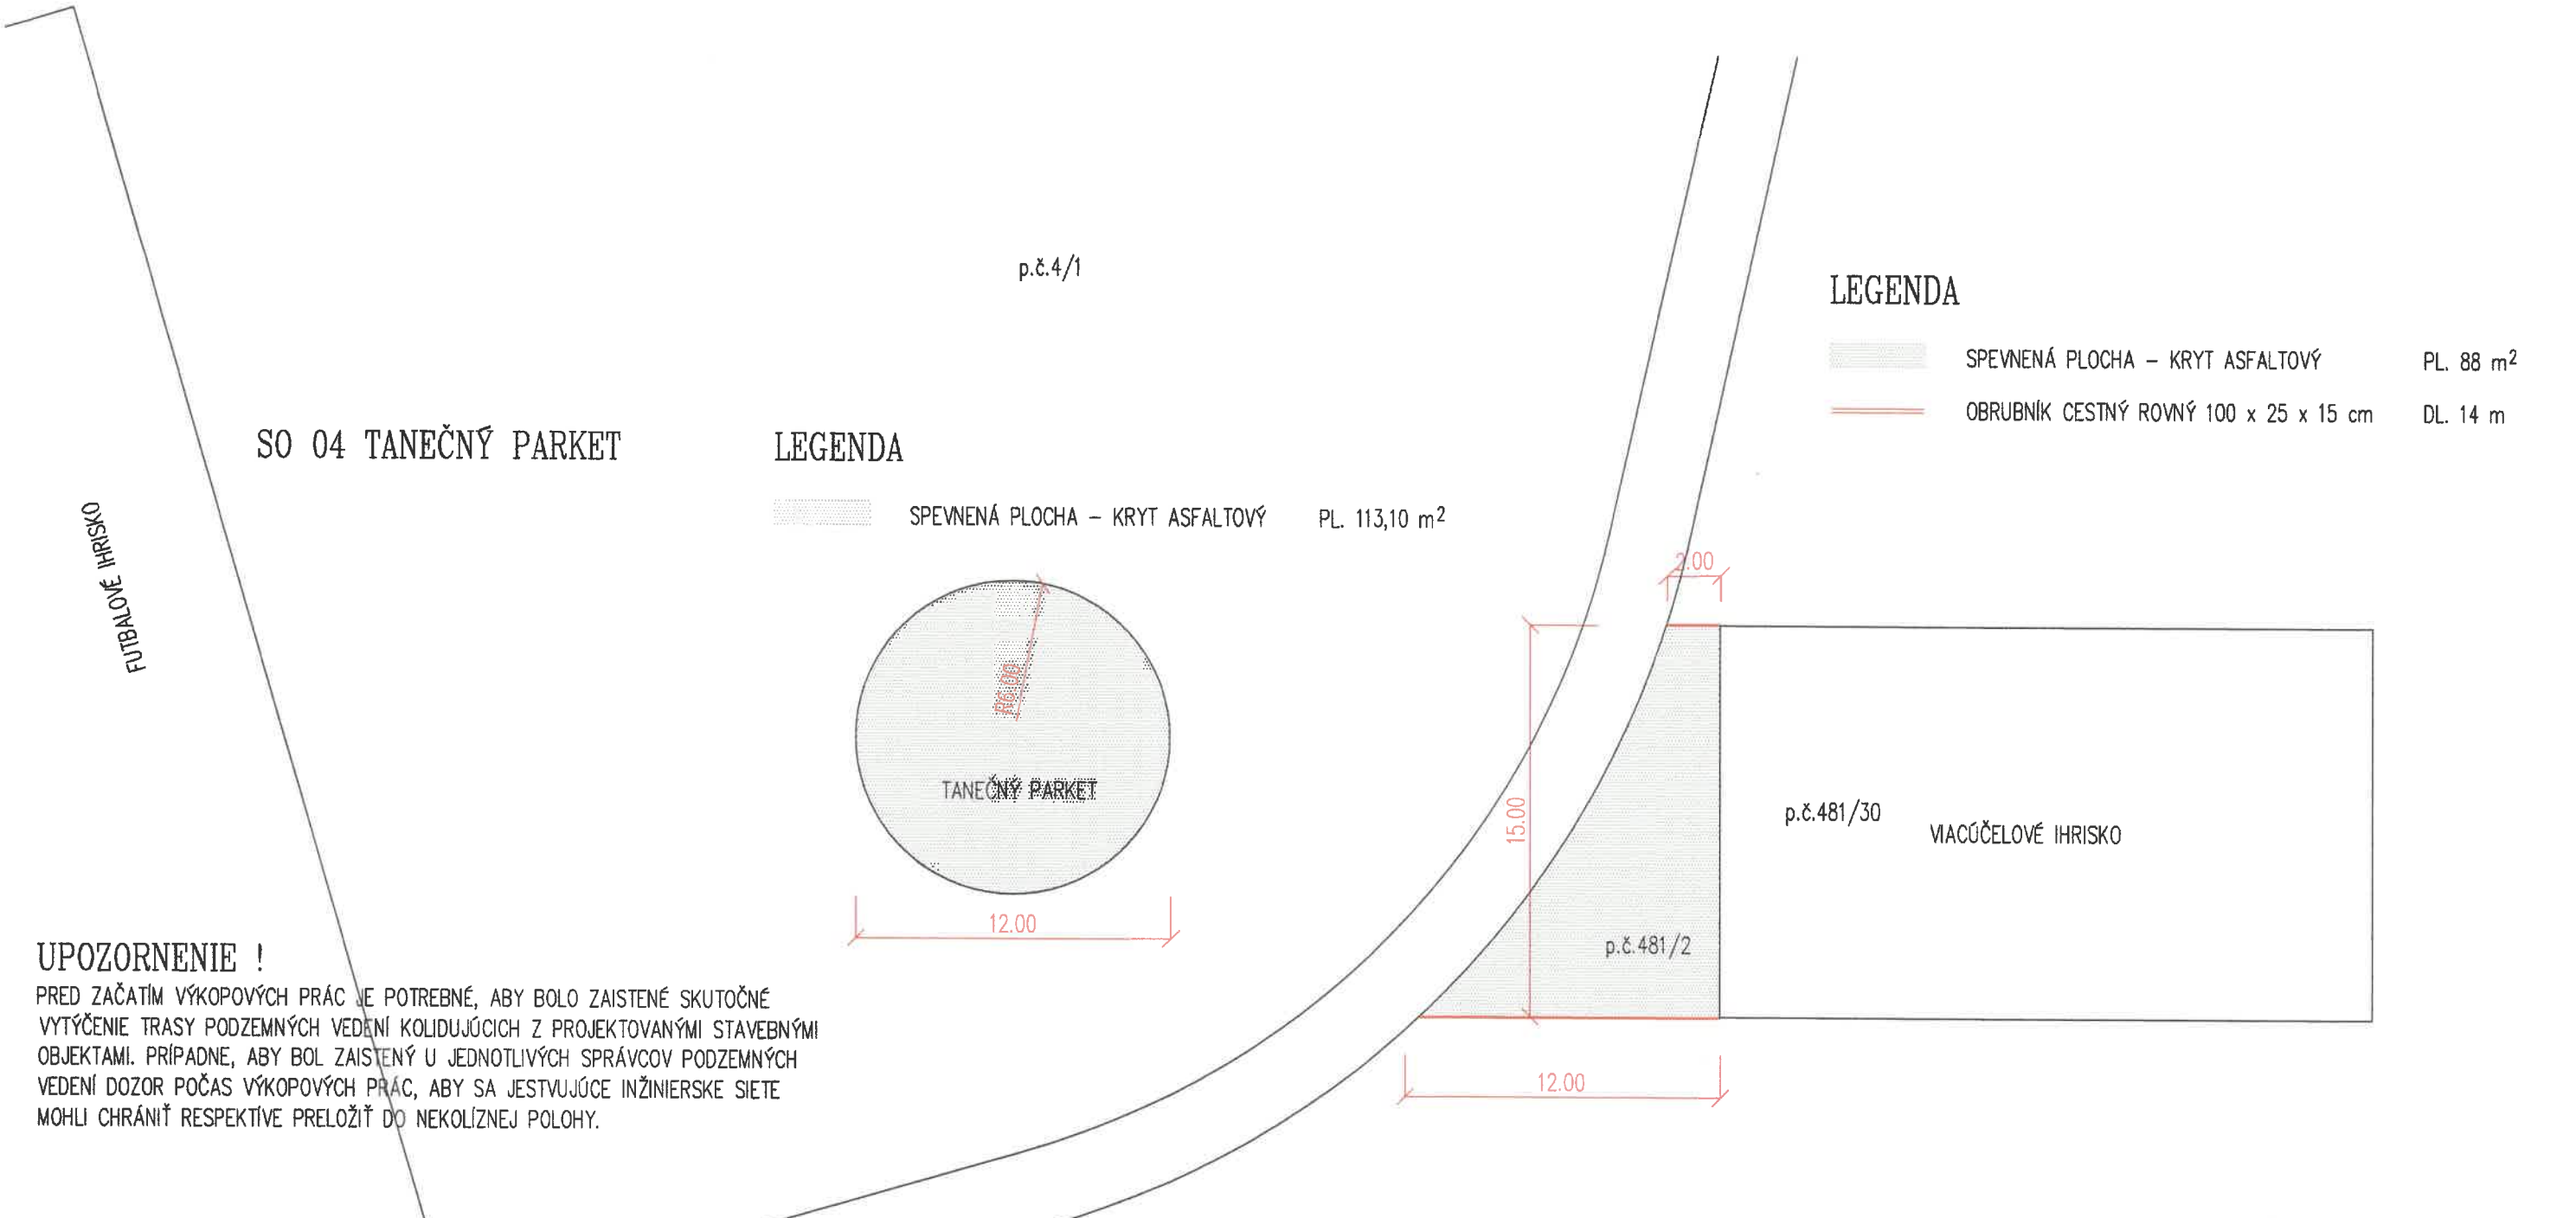 p.č.4/1
LEGENDA
SPEVNENÁ PLOCHA – KRYT ASFALTOVÝ PL. 88 m²
OBRUBNÍK CESTNÝ ROVNÝ 100 x 25 x 15 cm DL. 14 m
SO 04 TANEČNÝ PARKET
LEGENDA
SPEVNENÁ PLOCHA – KRYT ASFALTOVÝ PL. 113,10 m²
FUTBALOVÉ IHRISKO
2.00
R6.00
TANEČNÝ PARKET
12.00
15.00
p.č.481/30
VIACÚČELOVÉ IHRISKO
p.č.481/2
12.00
UPOZORNENIE !
PRED ZAČATÍM VÝKOPOVÝCH PRÁC JE POTREBNÉ, ABY BOLO ZAISTENÉ SKUTOČNÉ
VYTÝČENIE TRASY PODZEMNÝCH VEDENÍ KOLIDUJÚCICH Z PROJEKTOVANÝMI STAVEBNÝMI
OBJEKTAMI. PRÍPADNE, ABY BOL ZAISTENÝ U JEDNOTLIVÝCH SPRÁVCOV PODZEMNÝCH
VEDENÍ DOZOR POČAS VÝKOPOVÝCH PRÁC, ABY SA JESTVUJÚCE INŽINIERSKE SIETE
MOHLI CHRÁNIŤ RESPEKTÍVE PRELOŽIŤ DO NEKOLÍZNEJ POLOHY.